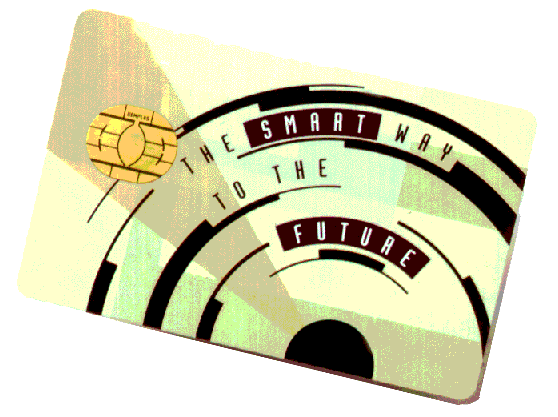 THE SMART WAY
TO THE
FUTURE